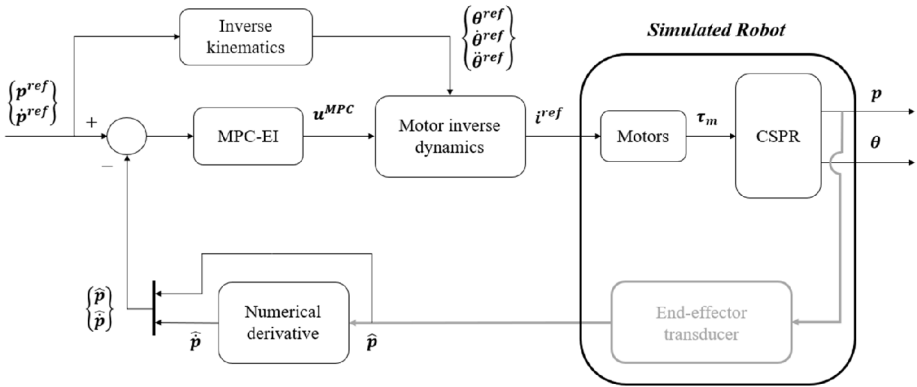 Inverse
kinematics
{θ^ref
θ̇^ref
θ̈^ref}
Simulated Robot
{p^ref
ṗ^ref}
+
−
MPC-EI
u^MPC
Motor inverse
dynamics
i^ref
Motors
τ_m
CSPR
p
θ
{p̂
ṗ̂}
Numerical
derivative
ṗ̂
p̂
End-effector
transducer